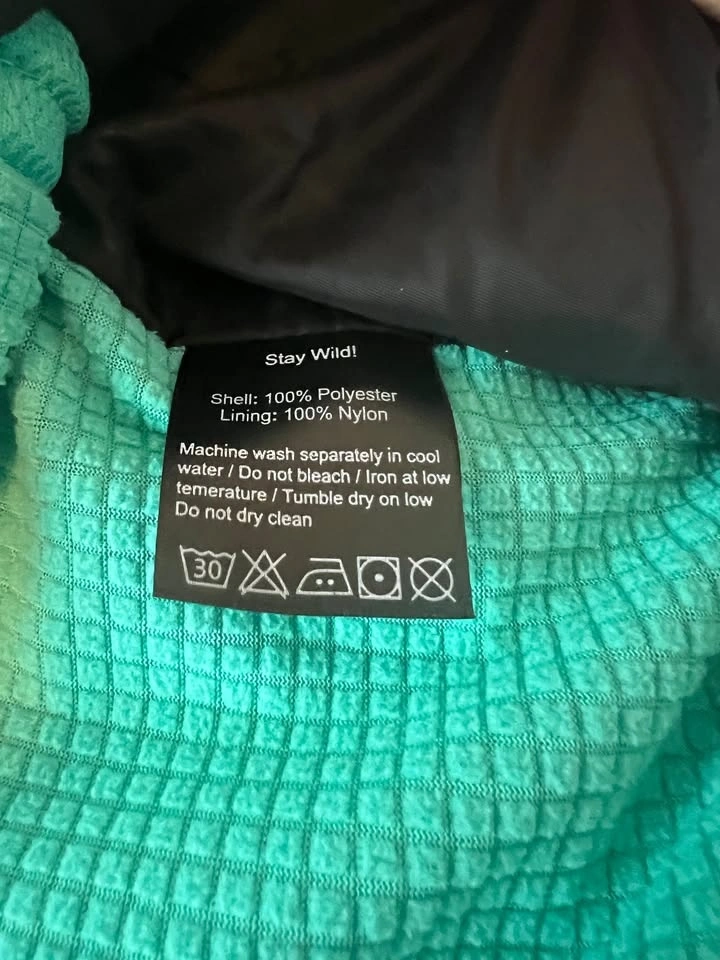 Stay Wild!
Shell: 100% Polyester
Lining: 100% Nylon
Machine wash separately in cool
water / Do not bleach / Iron at low
temerature / Tumble dry on low
Do not dry clean
30